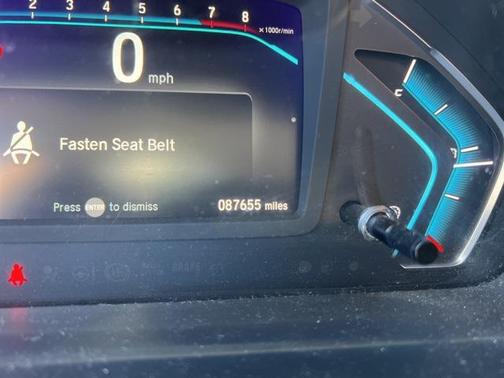 2 3 4 5 6 7 8
×1000r/min
0 mph
Fasten Seat Belt
Press ENTER to dismiss
087655 miles